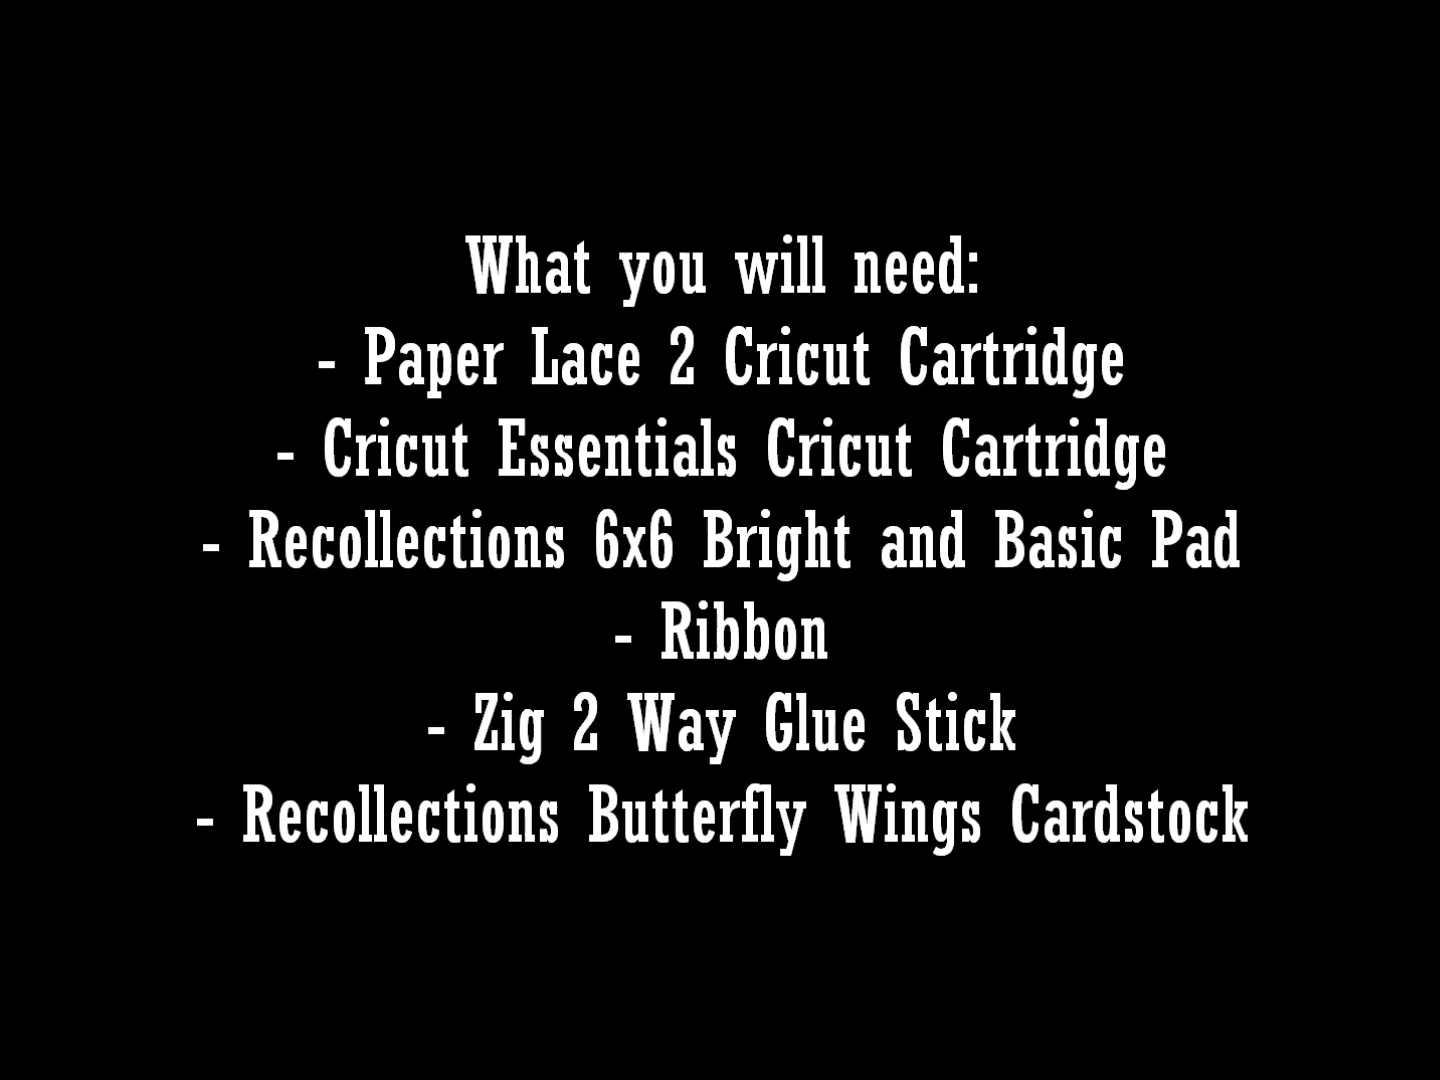 What you will need:
- Paper Lace 2 Cricut Cartridge
- Cricut Essentials Cricut Cartridge
- Recollections 6x6 Bright and Basic Pad
- Ribbon
- Zig 2 Way Glue Stick
- Recollections Butterfly Wings Cardstock